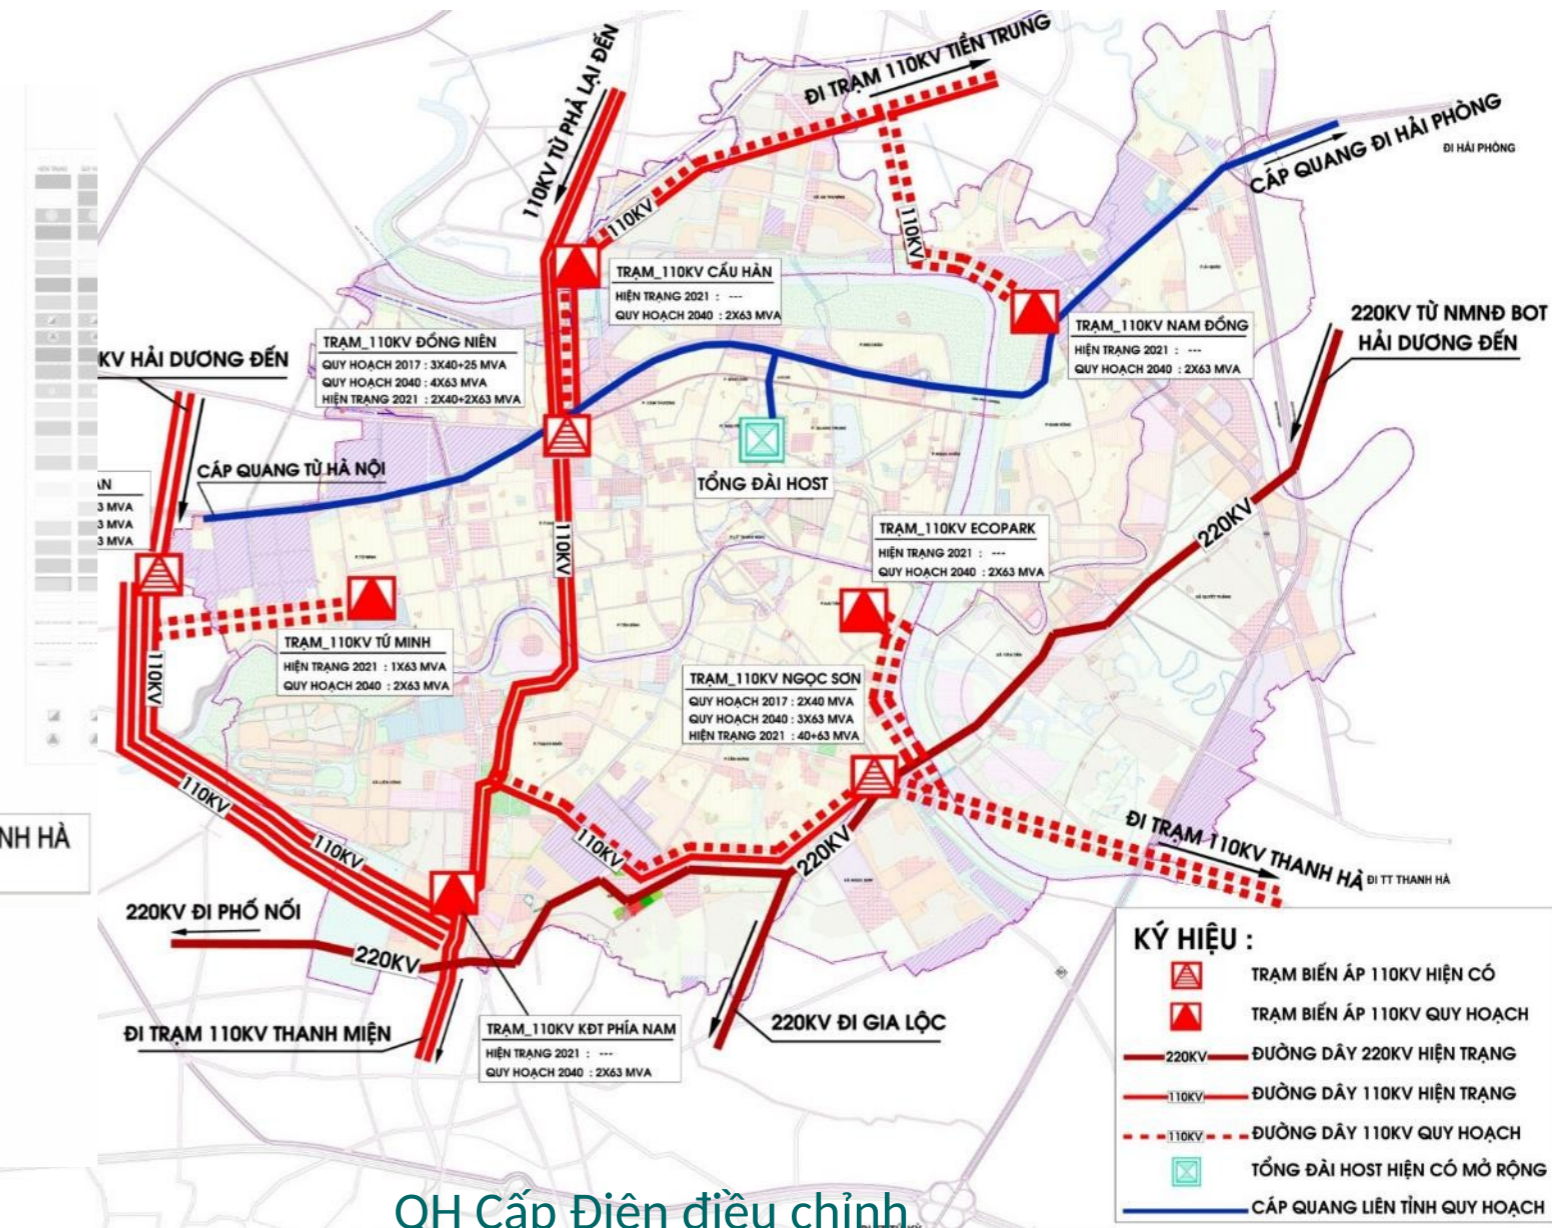 ĐI TRẠM 110KV TIỀN TRUNG
110KV TỪ PHẢ LẠI ĐẾN
CÁP QUANG ĐI HẢI PHÒNG
ĐI HẢI PHÒNG
110KV
110KV
TRẠM_110KV CẨU HÀN
HIỆN TRẠNG 2021 : ---
QUY HOẠCH 2040 : 2X63 MVA
TRẠM_110KV ĐỒNG NIÊN
QUY HOẠCH 2017 : 3X40+25 MVA
QUY HOẠCH 2040 : 4X63 MVA
HIỆN TRẠNG 2021 : 2X40+2X63 MVA
TRẠM_110KV NAM ĐỒNG
HIỆN TRẠNG 2021 : ---
QUY HOẠCH 2040 : 2X63 MVA
220KV TỪ NMNĐ BOT
HẢI DƯƠNG ĐẾN
KV HẢI DƯƠNG ĐẾN
CÁP QUANG TỪ HÀ NỘI
TỔNG ĐÀI HOST
AN
3 MVA
3 MVA
3 MVA
110KV
220KV
TRẠM_110KV ECOPARK
HIỆN TRẠNG 2021 : ---
QUY HOẠCH 2040 : 2X63 MVA
TRẠM_110KV TỨ MINH
HIỆN TRẠNG 2021 : 1X63 MVA
QUY HOẠCH 2040 : 2X63 MVA
110KV
TRẠM_110KV NGỌC SƠN
QUY HOẠCH 2017 : 2X40 MVA
QUY HOẠCH 2040 : 3X63 MVA
HIỆN TRẠNG 2021 : 40+63 MVA
110KV
110KV
110KV
220KV
ĐI TRẠM 110KV THANH HÀ
ĐI TT THANH HÀ
NH HÀ
220KV ĐI PHỐ NỐI
220KV
ĐI TRẠM 110KV THANH MIỆN
TRẠM_110KV KĐT PHÍA NAM
HIỆN TRẠNG 2021 : ---
QUY HOẠCH 2040 : 2X63 MVA
220KV ĐI GIA LỘC
KÝ HIỆU :
TRẠM BIẾN ÁP 110KV HIỆN CÓ
TRẠM BIẾN ÁP 110KV QUY HOẠCH
220KV ĐƯỜNG DÂY 220KV HIỆN TRẠNG
110KV ĐƯỜNG DÂY 110KV HIỆN TRẠNG
110KV ĐƯỜNG DÂY 110KV QUY HOẠCH
TỔNG ĐÀI HOST HIỆN CÓ MỞ RỘNG
CÁP QUANG LIÊN TỈNH QUY HOẠCH
QH Cấp Điện điều chỉnh